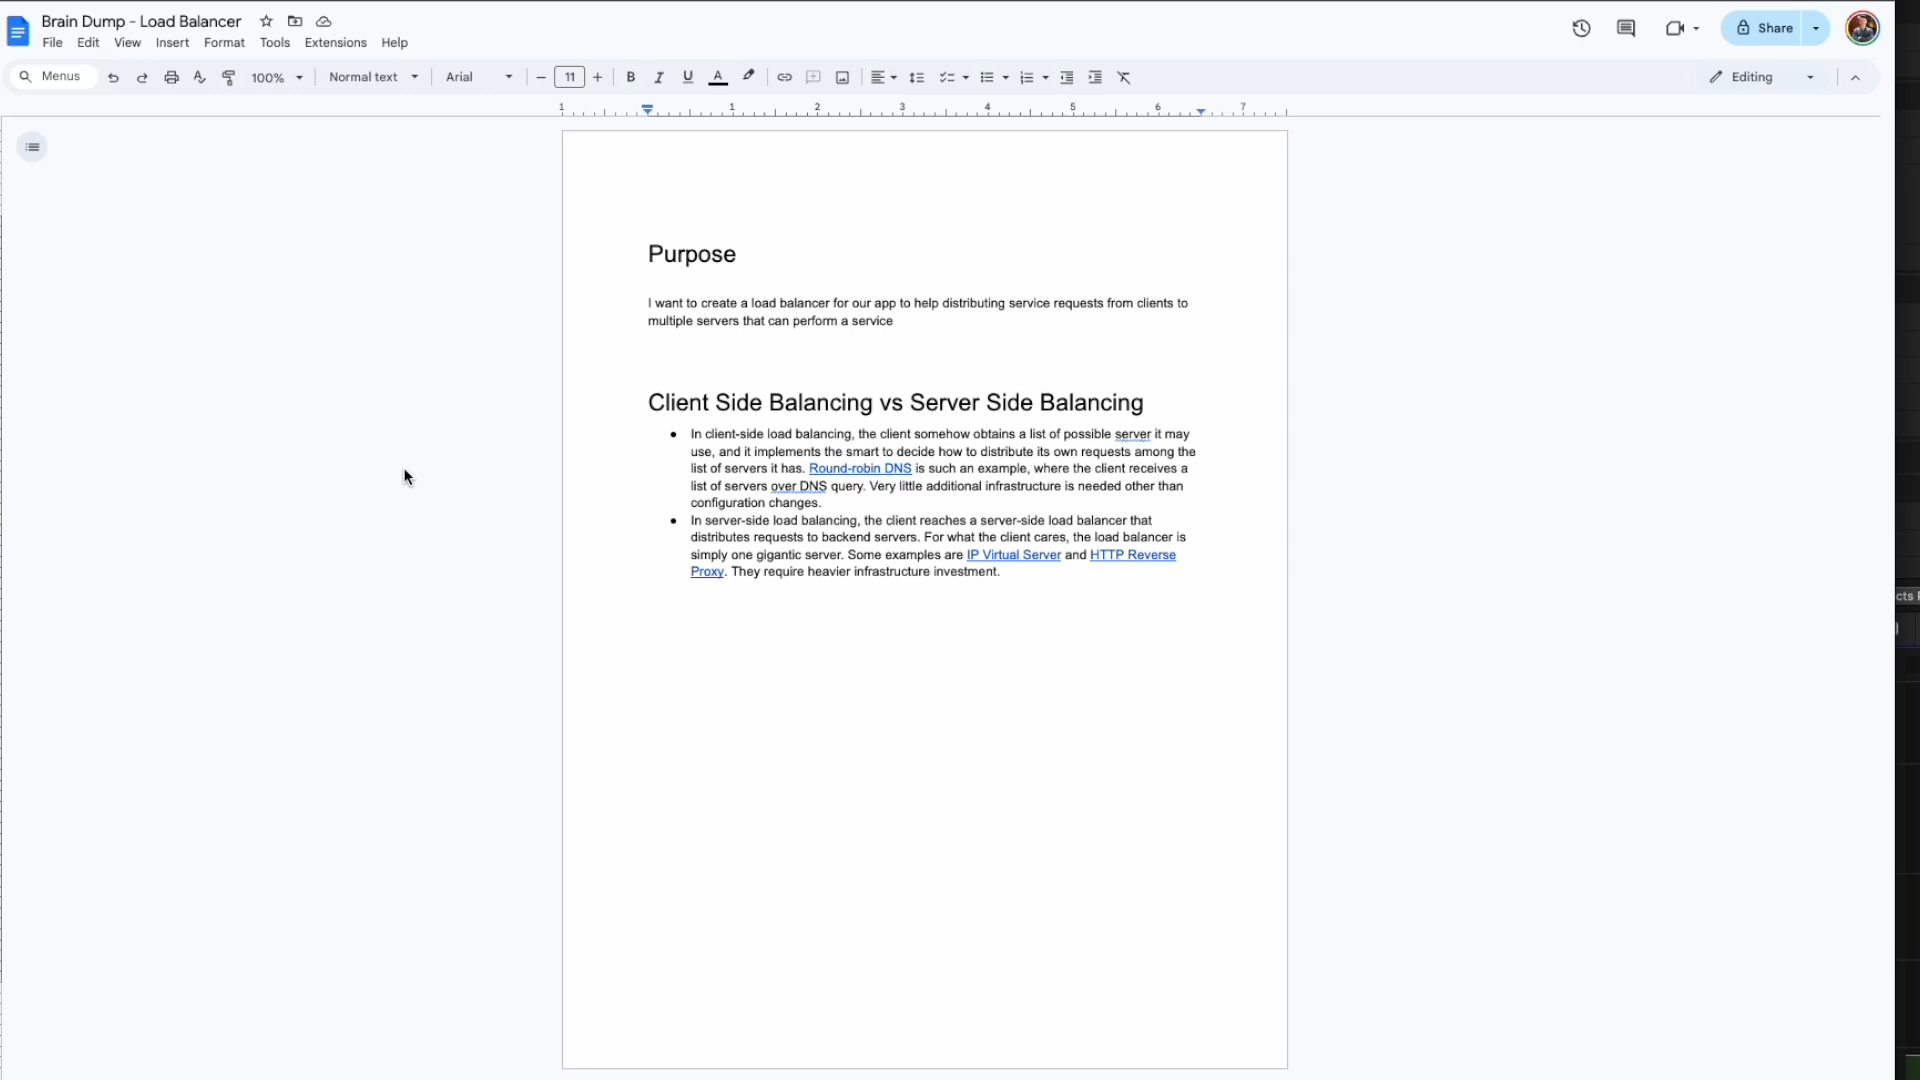 Brain Dump - Load Balancer
File Edit View Insert Format Tools Extensions Help
Share
Menus 100% Normal text Arial 11 Editing
1 1 2 3 4 5 6 7
Purpose
I want to create a load balancer for our app to help distributing service requests from clients to
multiple servers that can perform a service
Client Side Balancing vs Server Side Balancing
● In client-side load balancing, the client somehow obtains a list of possible server it may
use, and it implements the smart to decide how to distribute its own requests among the
list of servers it has. Round-robin DNS is such an example, where the client receives a
list of servers over DNS query. Very little additional infrastructure is needed other than
configuration changes.
● In server-side load balancing, the client reaches a server-side load balancer that
distributes requests to backend servers. For what the client cares, the load balancer is
simply one gigantic server. Some examples are IP Virtual Server and HTTP Reverse
Proxy. They require heavier infrastructure investment.